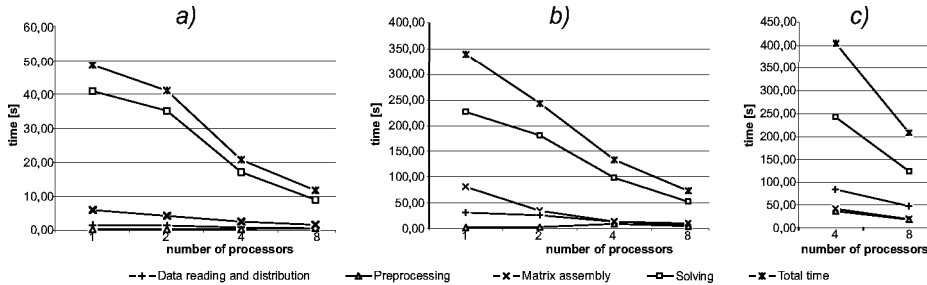 a)
60,00
50,00
40,00
30,00
20,00
10,00
0,00
time [s]
1 2 4 8
number of processors
b)
400,00
350,00
300,00
250,00
200,00
150,00
100,00
50,00
0,00
time [s]
1 2 4 8
number of processors
c)
450,00
400,00
350,00
300,00
250,00
200,00
150,00
100,00
50,00
0,00
time [s]
4 8
number of processors
Data reading and distribution Preprocessing Matrix assembly Solving Total time